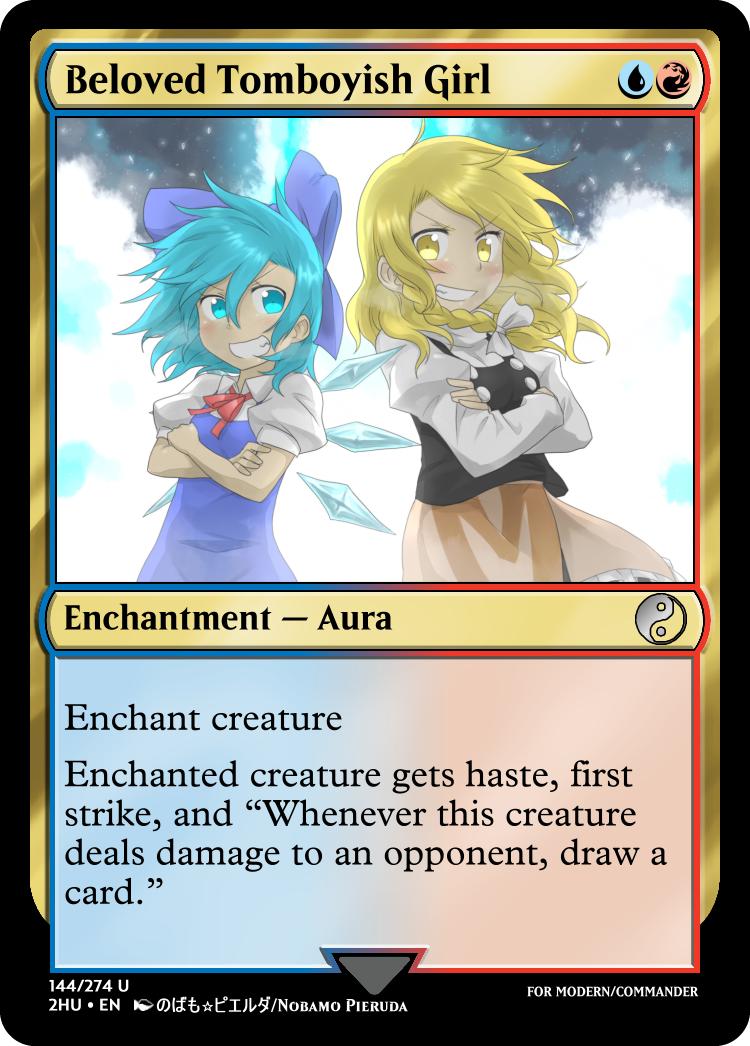 Beloved Tomboyish Girl
Enchantment — Aura
Enchant creature
Enchanted creature gets haste, first
strike, and “Whenever this creature
deals damage to an opponent, draw a
card.”
144/274 U
2HU • EN のばも☆ピエルダ/Nobamo Pieruda
FOR MODERN/COMMANDER